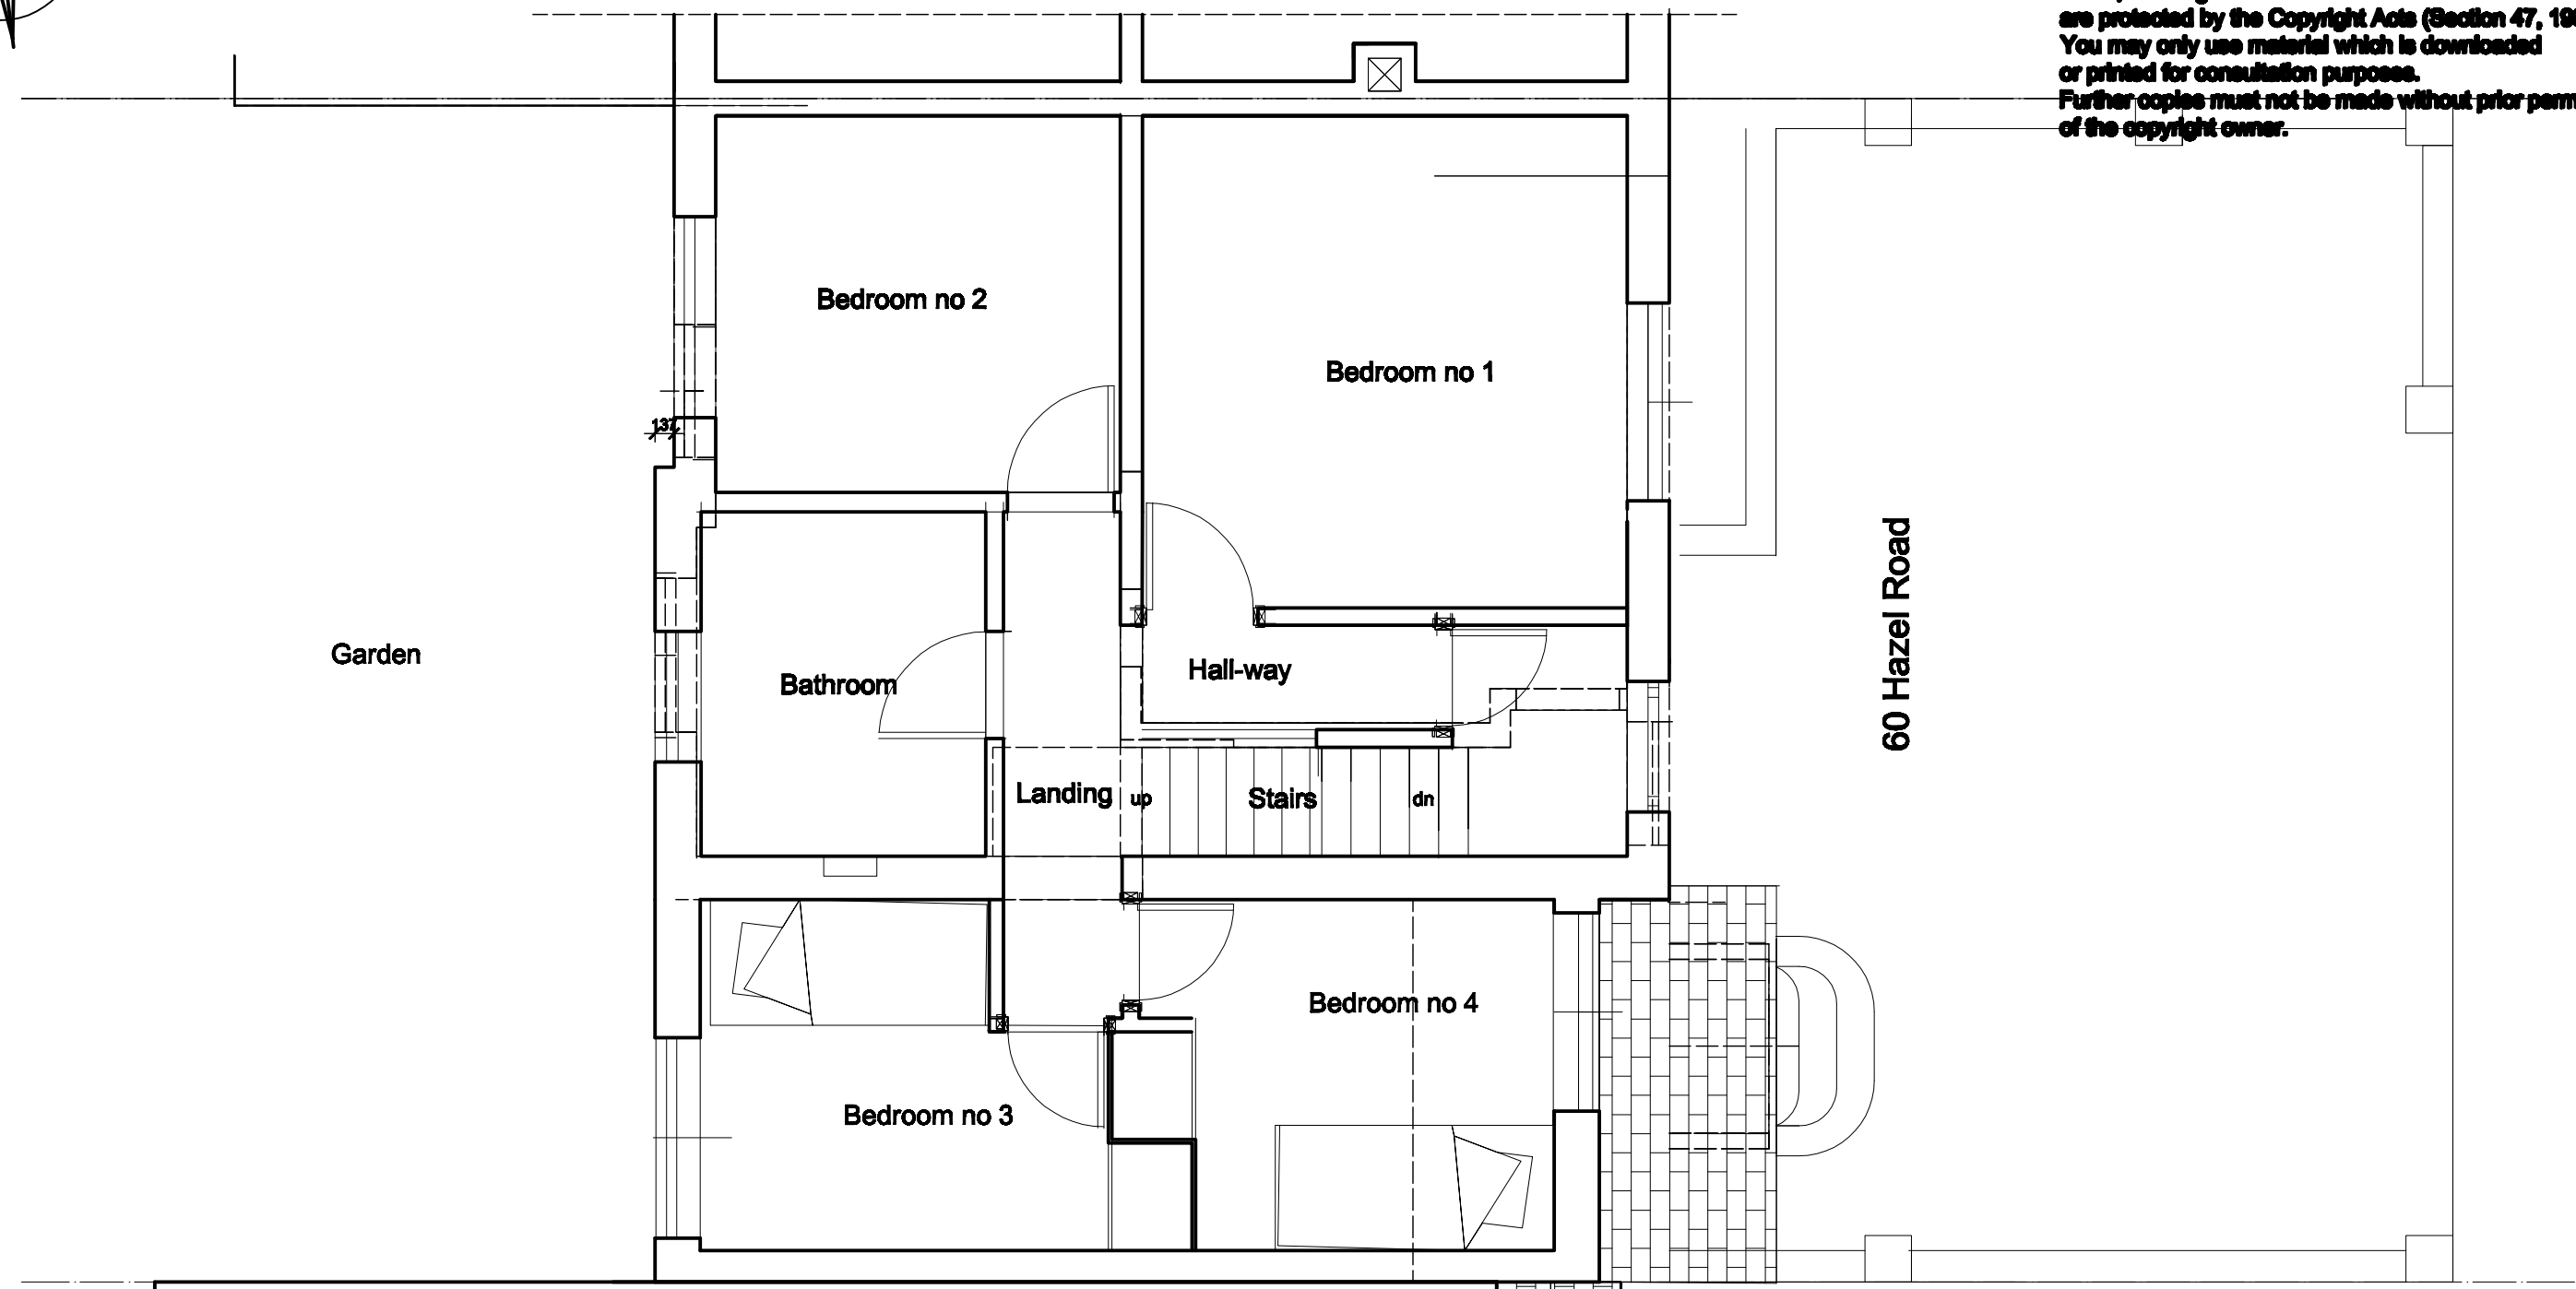 are protected by the Copyright Acts (Section 47, 19
You may only use material which is downloaded
or printed for consultation purposes.
Further copies must not be made without prior perm
of the copyright owner.
Bedroom no 2
Bedroom no 1
137
60 Hazel Road
Garden
Bathroom
Hall-way
Landing
up
Stairs
dn
Bedroom no 4
Bedroom no 3